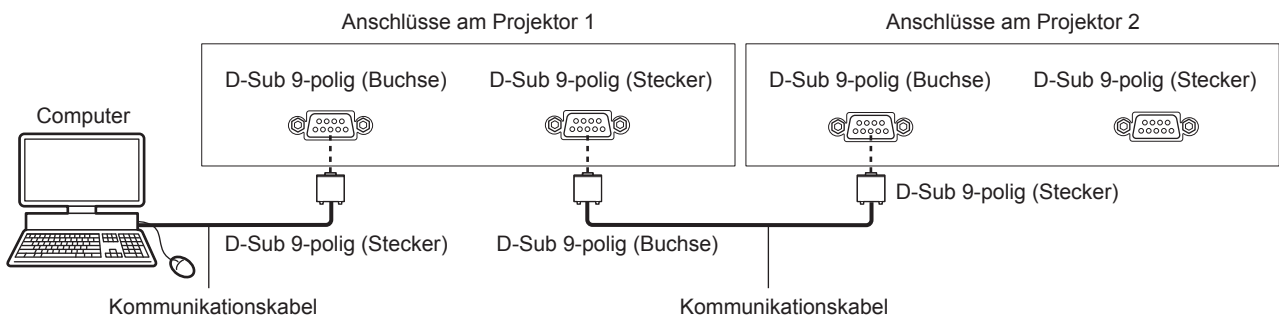 Anschlüsse am Projektor 1
Anschlüsse am Projektor 2
D-Sub 9-polig (Buchse)
D-Sub 9-polig (Stecker)
D-Sub 9-polig (Buchse)
D-Sub 9-polig (Stecker)
Computer
D-Sub 9-polig (Stecker)
D-Sub 9-polig (Stecker)
D-Sub 9-polig (Buchse)
Kommunikationskabel
Kommunikationskabel